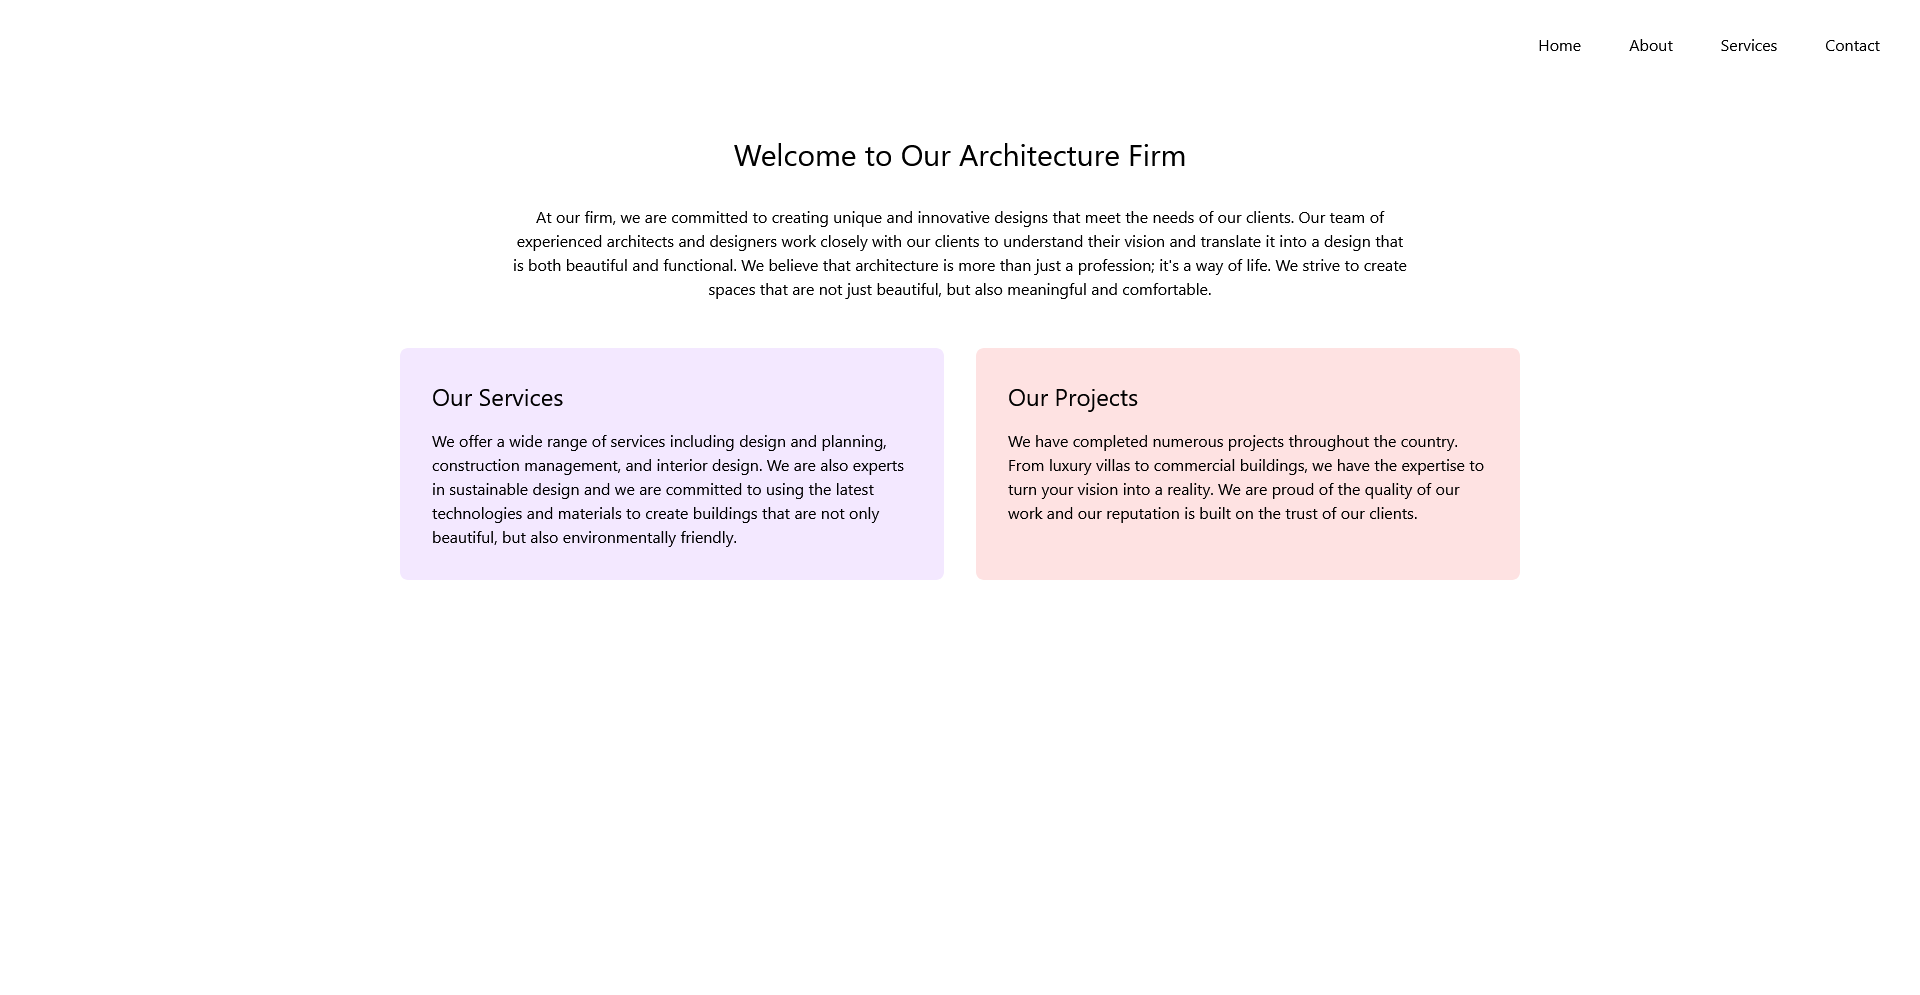 Home About Services Contact
Welcome to Our Architecture Firm
At our firm, we are committed to creating unique and innovative designs that meet the needs of our clients. Our team of
experienced architects and designers work closely with our clients to understand their vision and translate it into a design that
is both beautiful and functional. We believe that architecture is more than just a profession; it's a way of life. We strive to create
spaces that are not just beautiful, but also meaningful and comfortable.
Our Services
We offer a wide range of services including design and planning,
construction management, and interior design. We are also experts
in sustainable design and we are committed to using the latest
technologies and materials to create buildings that are not only
beautiful, but also environmentally friendly.
Our Projects
We have completed numerous projects throughout the country.
From luxury villas to commercial buildings, we have the expertise to
turn your vision into a reality. We are proud of the quality of our
work and our reputation is built on the trust of our clients.